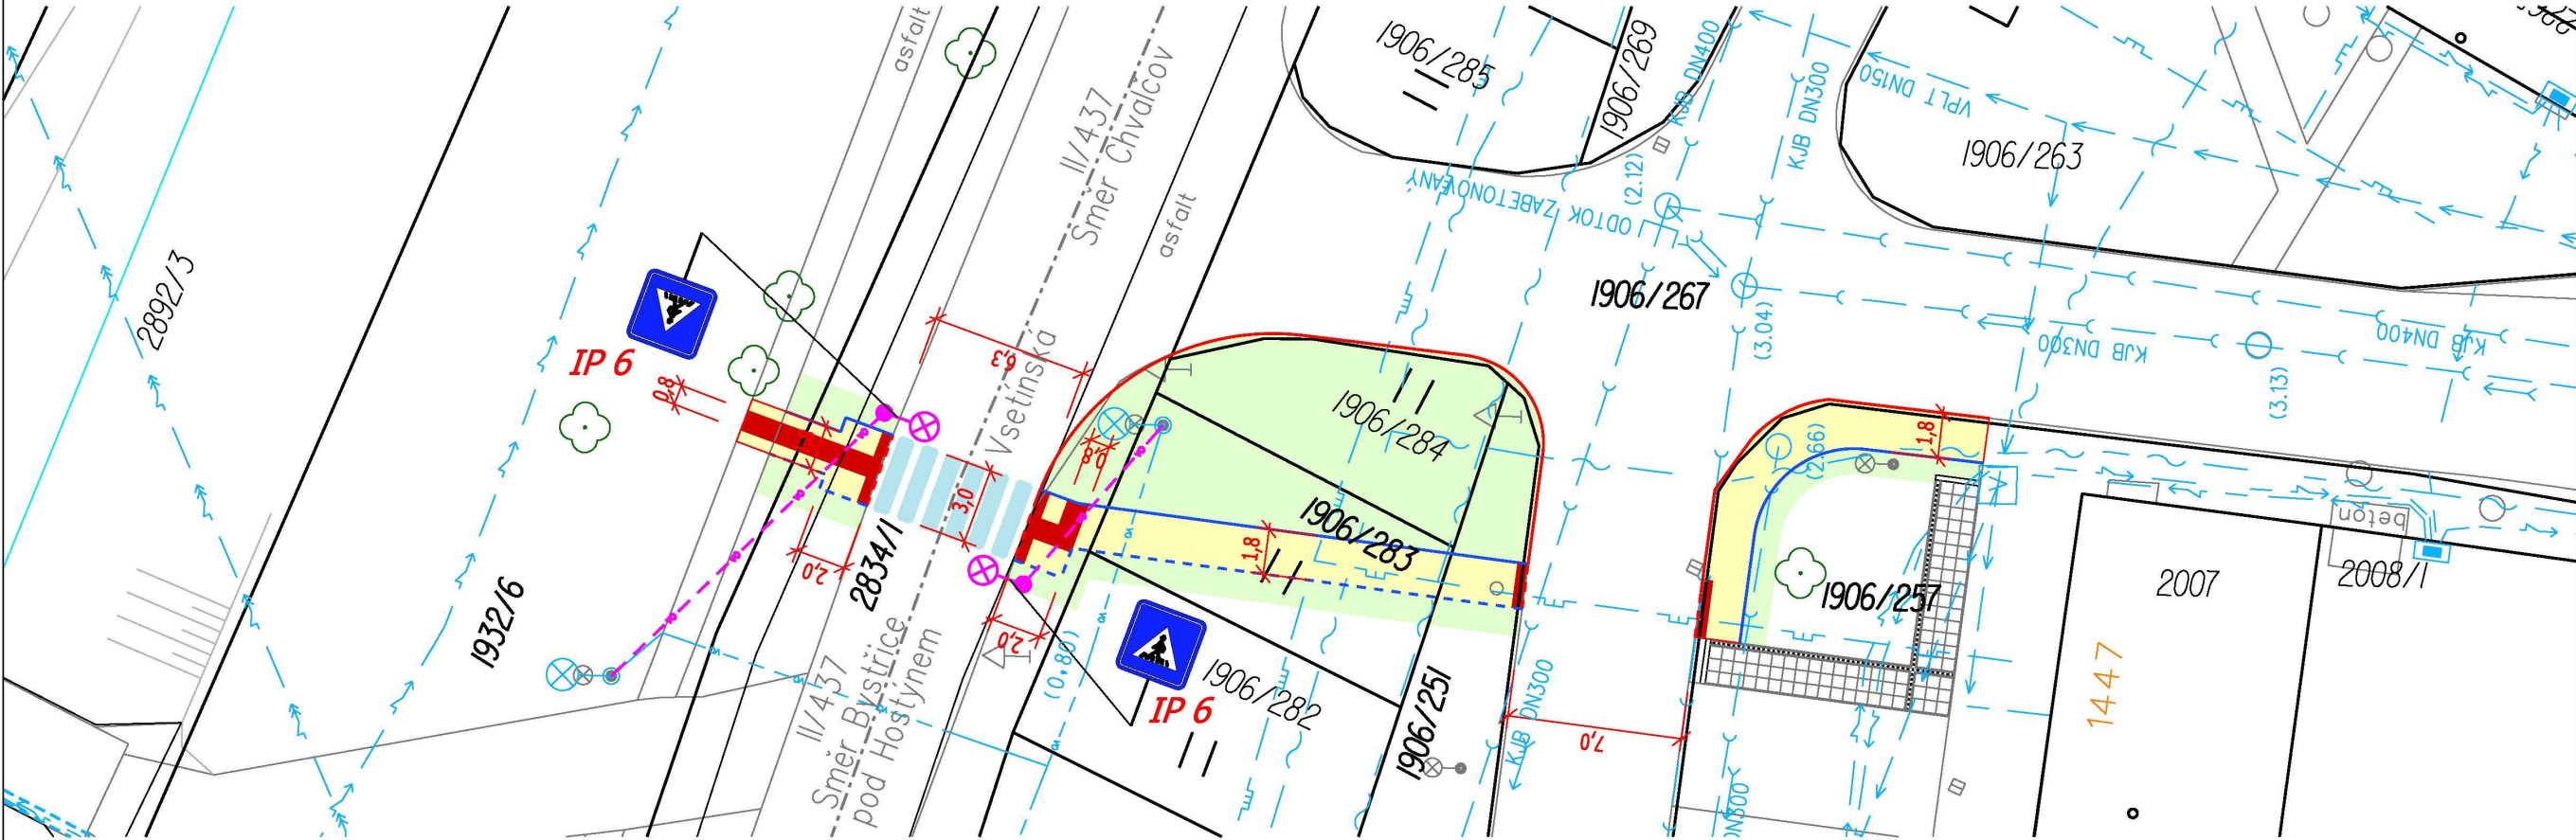 asfalt
1906/285
1906/269
KJB DN400
KJB DN300
VPLT DN150
1906/263
II/437
Směr Chvalcov
asfalt
ODTOK ZABETONOVANÝ
(2.12)
2892/3
1906/267
(3.04)
KJB DN300
KJB DN400
(3.13)
IP 6
0,8
6,3
Vsetínská
1906/284
0,8
1,8
(2.66)
3,0
1906/283
1,8
beton
2,0
2834/1
1932/6
2,0
(0,80)
1906/257
2007
2008/1
II/437
Směr Bystřice
pod Hostýnem
IP 6
1906/282
1906/251
KJB DN300
7,0
1447
DN300